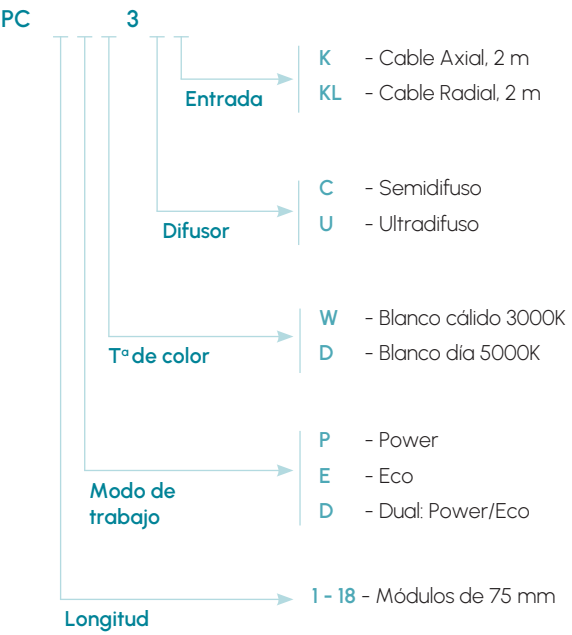 PC 3
K - Cable Axial, 2 m
Entrada
KL - Cable Radial, 2 m
C - Semidifuso
Difusor
U - Ultradifuso
W - Blanco cálido 3000K
Tª de color
D - Blanco día 5000K
P - Power
E - Eco
Modo de
trabajo
D - Dual: Power/Eco
1 - 18 - Módulos de 75 mm
Longitud